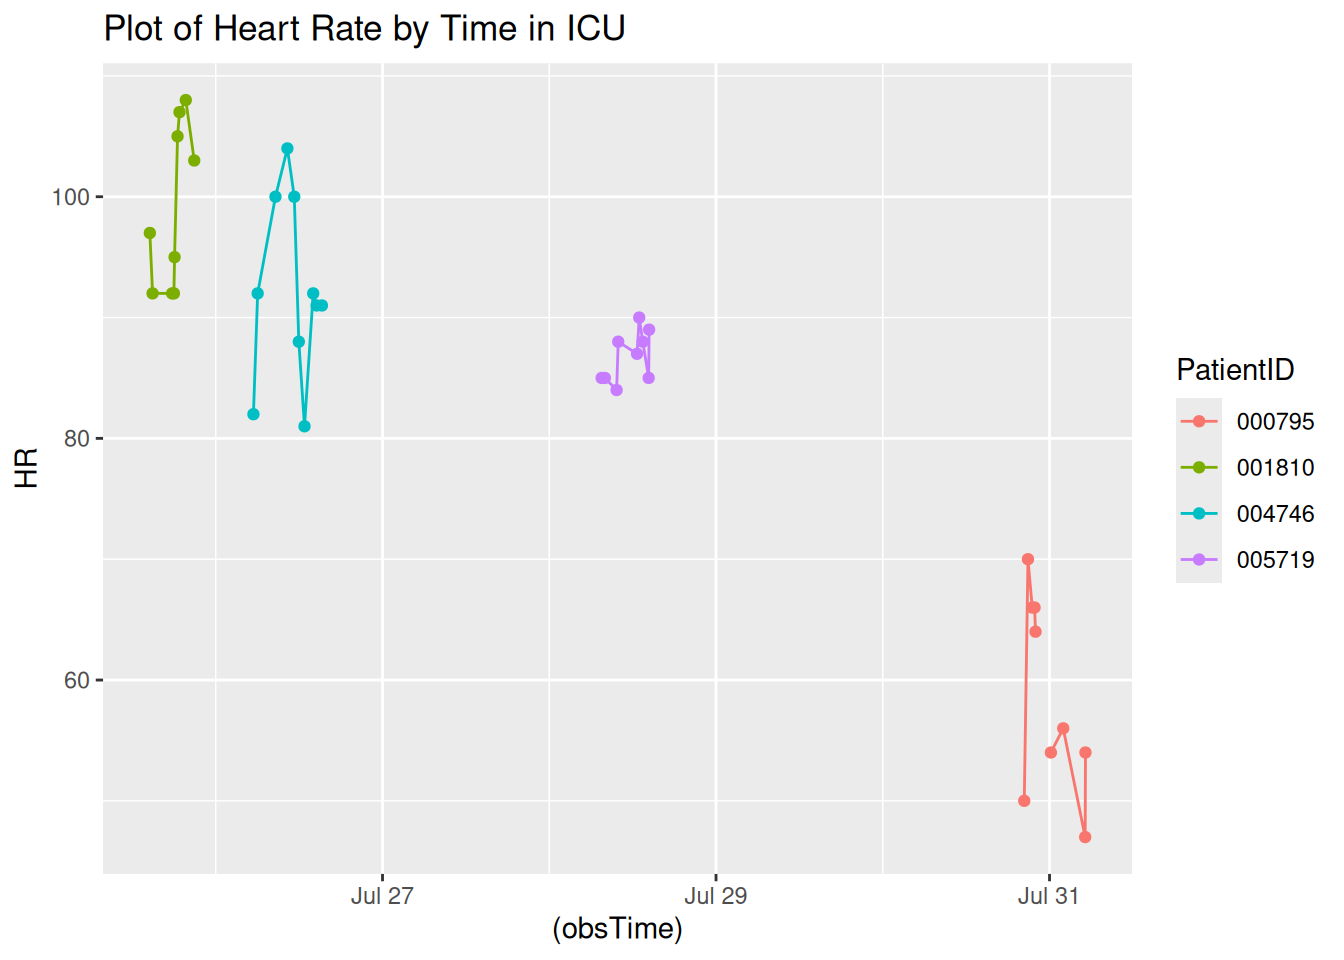 Plot of Heart Rate by Time in ICU
100
80
60
HR
Jul 27
Jul 29
Jul 31
(obsTime)
PatientID
000795
001810
004746
005719